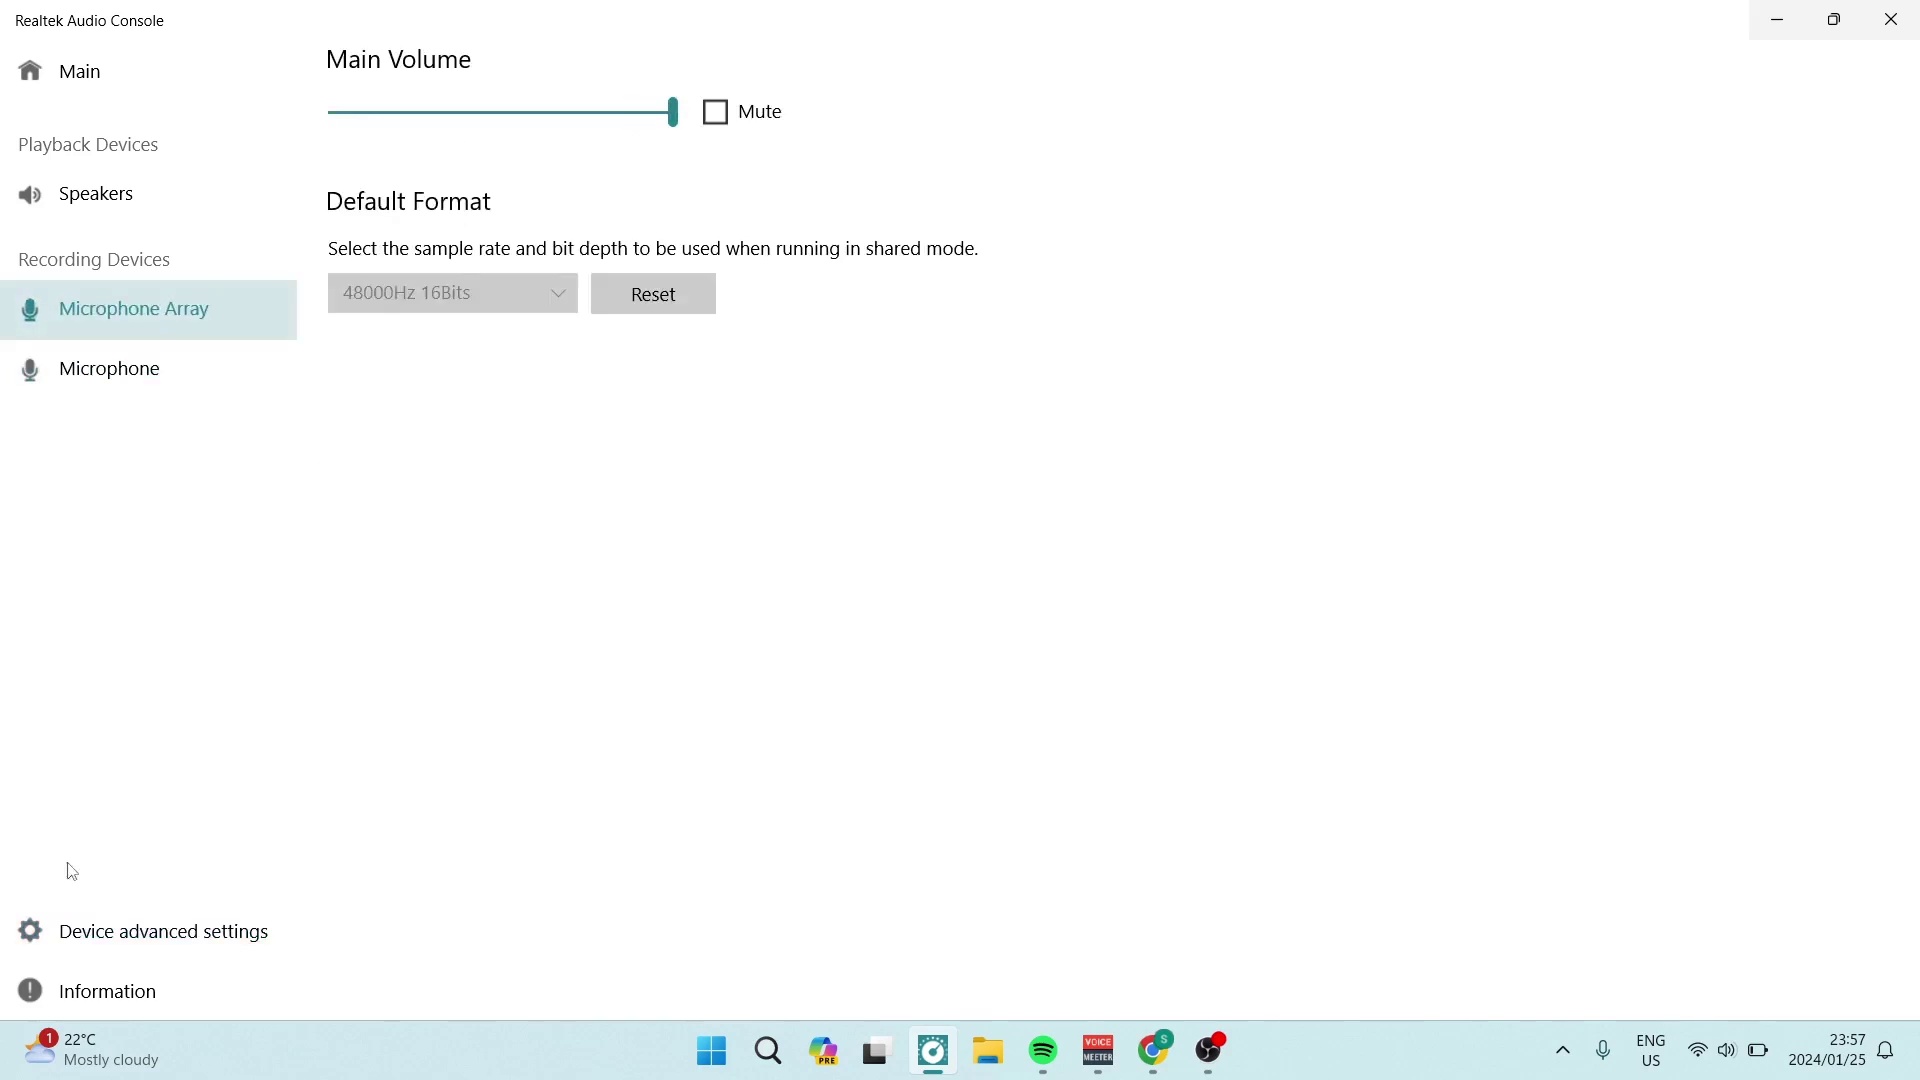 Realtek Audio Console
Main
Playback Devices
Speakers
Recording Devices
Microphone Array
Microphone
Device advanced settings
Information
Main Volume
Mute
Default Format
Select the sample rate and bit depth to be used when running in shared mode.
48000Hz 16Bits
Reset
1
22°C
Mostly cloudy
PRE
VOICE
MEETER
S
ENG
US
23:57
2024/01/25